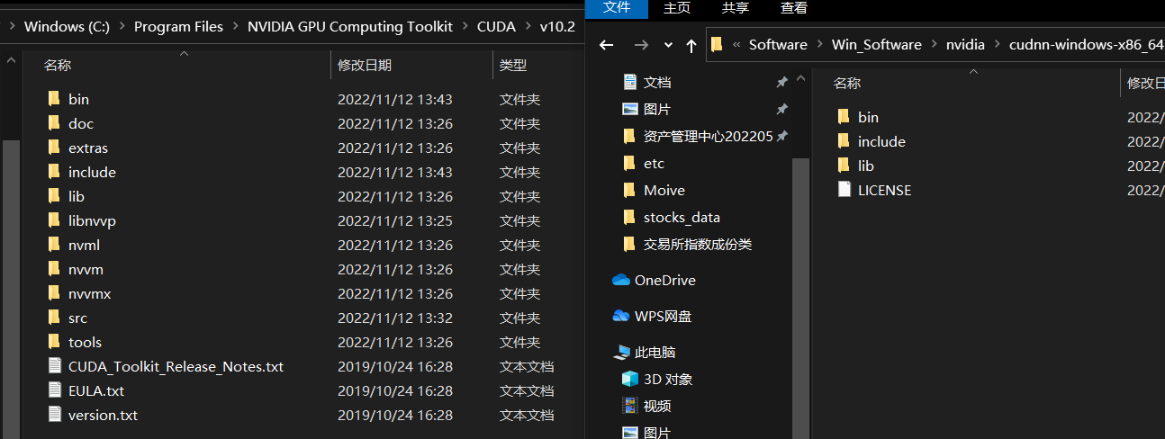 Windows (C:) > Program Files > NVIDIA GPU Computing Toolkit > CUDA > v10.2
名称 修改日期 类型
bin 2022/11/12 13:43 文件夹
doc 2022/11/12 13:26 文件夹
extras 2022/11/12 13:26 文件夹
include 2022/11/12 13:43 文件夹
lib 2022/11/12 13:26 文件夹
libnvvp 2022/11/12 13:25 文件夹
nvml 2022/11/12 13:26 文件夹
nvvm 2022/11/12 13:26 文件夹
nvvmx 2022/11/12 13:26 文件夹
src 2022/11/12 13:32 文件夹
tools 2022/11/12 13:26 文件夹
CUDA_Toolkit_Release_Notes.txt 2019/10/24 16:28 文本文档
EULA.txt 2019/10/24 16:28 文本文档
version.txt 2019/10/24 16:28 文本文档
文件 主页 共享 查看
« Software > Win_Software > nvidia > cudnn-windows-x86_64
文档
图片
资产管理中心202205
etc
Moive
stocks_data
交易所指数成份类
OneDrive
WPS网盘
此电脑
3D 对象
视频
图片
名称 修改日
bin 2022/
include 2022/
lib 2022/
LICENSE 2022/